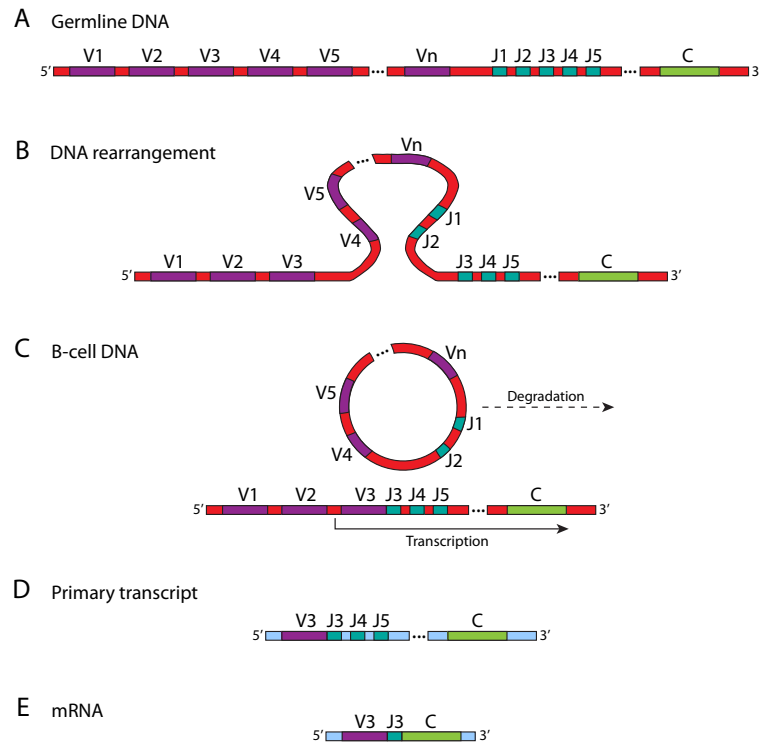 A Germline DNA
V1 V2 V3 V4 V5 Vn J1 J2 J3 J4 J5 C
5′ ... ... 3
B DNA rearrangement
... Vn
V5
J1
V4 J2
V1 V2 V3 J3 J4 J5 C
5′ ... 3′
C B-cell DNA
... Vn
V5 Degradation
J1
V4 J2
V1 V2 V3 J3 J4 J5 C
5′ ... 3′
Transcription
D Primary transcript
V3 J3 J4 J5 C
5′ ... 3′
E mRNA
V3 J3 C
5′ 3′